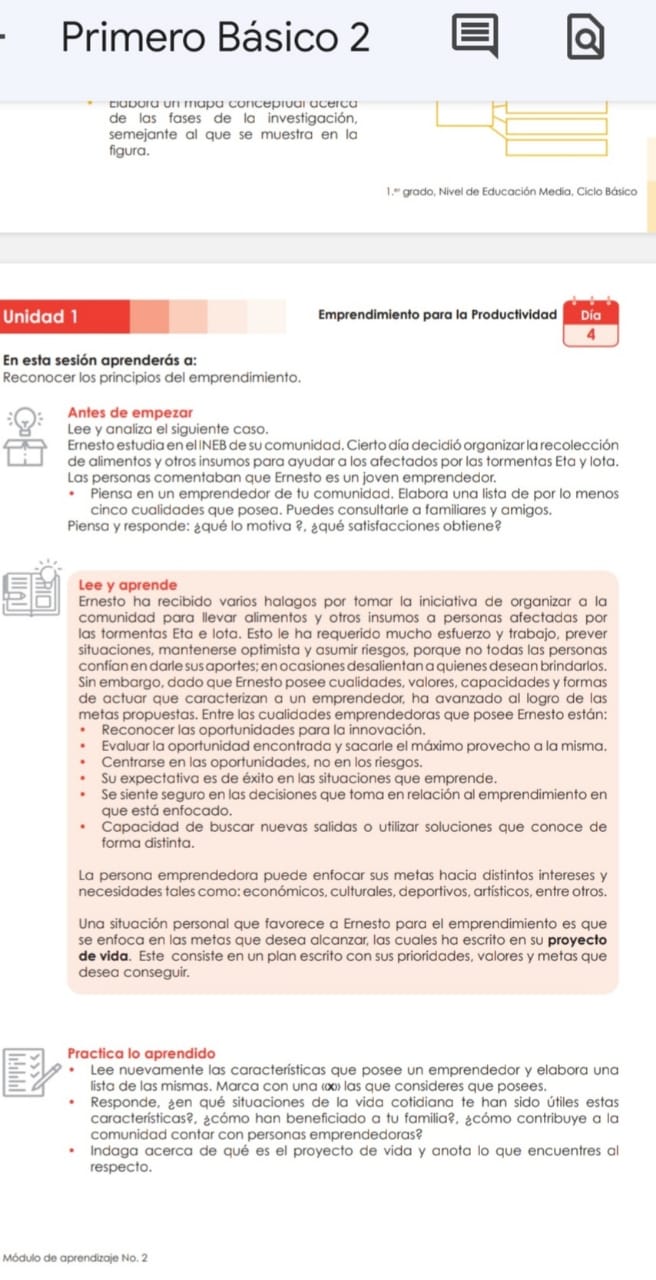 Primero Básico 2
Elabora un mapa conceptual acerca
de las fases de la investigación,
semejante al que se muestra en la
figura.
1.er grado, Nivel de Educación Media, Ciclo Básico
Unidad 1
Emprendimiento para la Productividad
Día
4
En esta sesión aprenderás a:
Reconocer los principios del emprendimiento.
Antes de empezar
Lee y analiza el siguiente caso.
Ernesto estudia en el INEB de su comunidad. Cierto día decidió organizar la recolección
de alimentos y otros insumos para ayudar a los afectados por las tormentas Eta y Iota.
Las personas comentaban que Ernesto es un joven emprendedor.
• Piensa en un emprendedor de tu comunidad. Elabora una lista de por lo menos
cinco cualidades que posea. Puedes consultarle a familiares y amigos.
Piensa y responde: ¿qué lo motiva ?, ¿qué satisfacciones obtiene?
Lee y aprende
Ernesto ha recibido varios halagos por tomar la iniciativa de organizar a la
comunidad para llevar alimentos y otros insumos a personas afectadas por
las tormentas Eta e Iota. Esto le ha requerido mucho esfuerzo y trabajo, prever
situaciones, mantenerse optimista y asumir riesgos, porque no todas las personas
confían en darle sus aportes; en ocasiones desalientan a quienes desean brindarlos.
Sin embargo, dado que Ernesto posee cualidades, valores, capacidades y formas
de actuar que caracterizan a un emprendedor, ha avanzado al logro de las
metas propuestas. Entre las cualidades emprendedoras que posee Ernesto están:
• Reconocer las oportunidades para la innovación.
• Evaluar la oportunidad encontrada y sacarle el máximo provecho a la misma.
• Centrarse en las oportunidades, no en los riesgos.
• Su expectativa es de éxito en las situaciones que emprende.
• Se siente seguro en las decisiones que toma en relación al emprendimiento en
que está enfocado.
• Capacidad de buscar nuevas salidas o utilizar soluciones que conoce de
forma distinta.
La persona emprendedora puede enfocar sus metas hacia distintos intereses y
necesidades tales como: económicos, culturales, deportivos, artísticos, entre otros.
Una situación personal que favorece a Ernesto para el emprendimiento es que
se enfoca en las metas que desea alcanzar, las cuales ha escrito en su proyecto
de vida. Este consiste en un plan escrito con sus prioridades, valores y metas que
desea conseguir.
Practica lo aprendido
• Lee nuevamente las características que posee un emprendedor y elabora una
lista de las mismas. Marca con una «x» las que consideres que posees.
• Responde, ¿en qué situaciones de la vida cotidiana te han sido útiles estas
características?, ¿cómo han beneficiado a tu familia?, ¿cómo contribuye a la
comunidad contar con personas emprendedoras?
• Indaga acerca de qué es el proyecto de vida y anota lo que encuentres al
respecto.
Módulo de aprendizaje No. 2